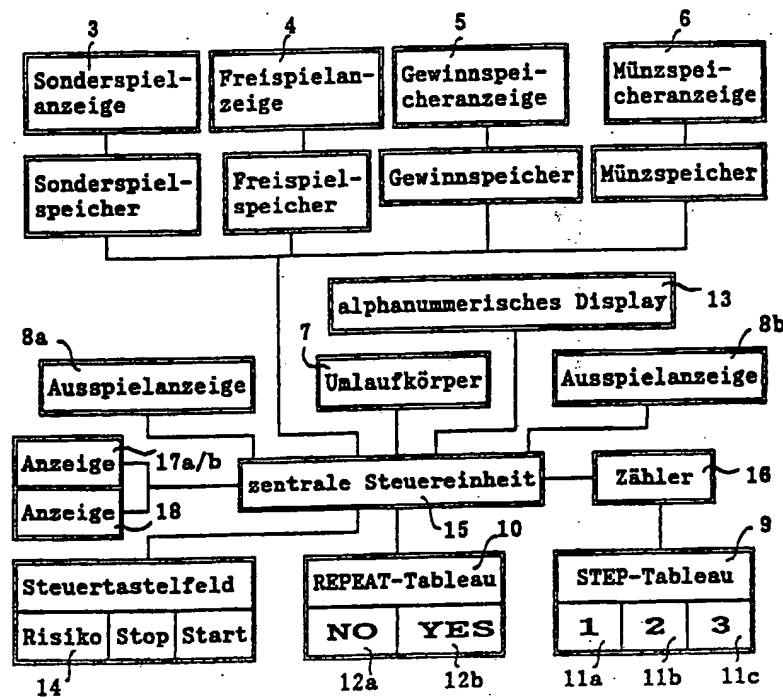 3 4 5 6
Sonderspiel-
anzeige
Freispielan-
zeige
Gewinnspei-
cheranzeige
Münzspei-
cheranzeige
Sonderspiel-
speicher
Freispiel-
speicher
Gewinnspeicher
Münzspeicher
alphanummerisches Display
13
8a
7
8b
Ausspielanzeige
Umlaufkörper
Ausspielanzeige
Anzeige
17a/b
Anzeige
18
zentrale Steuereinheit
15
Zähler
16
10
9
Steuertastelfeld
Risiko Stop Start
14
REPEAT-Tableau
NO YES
12a 12b
STEP-Tableau
1 2 3
11a 11b 11c